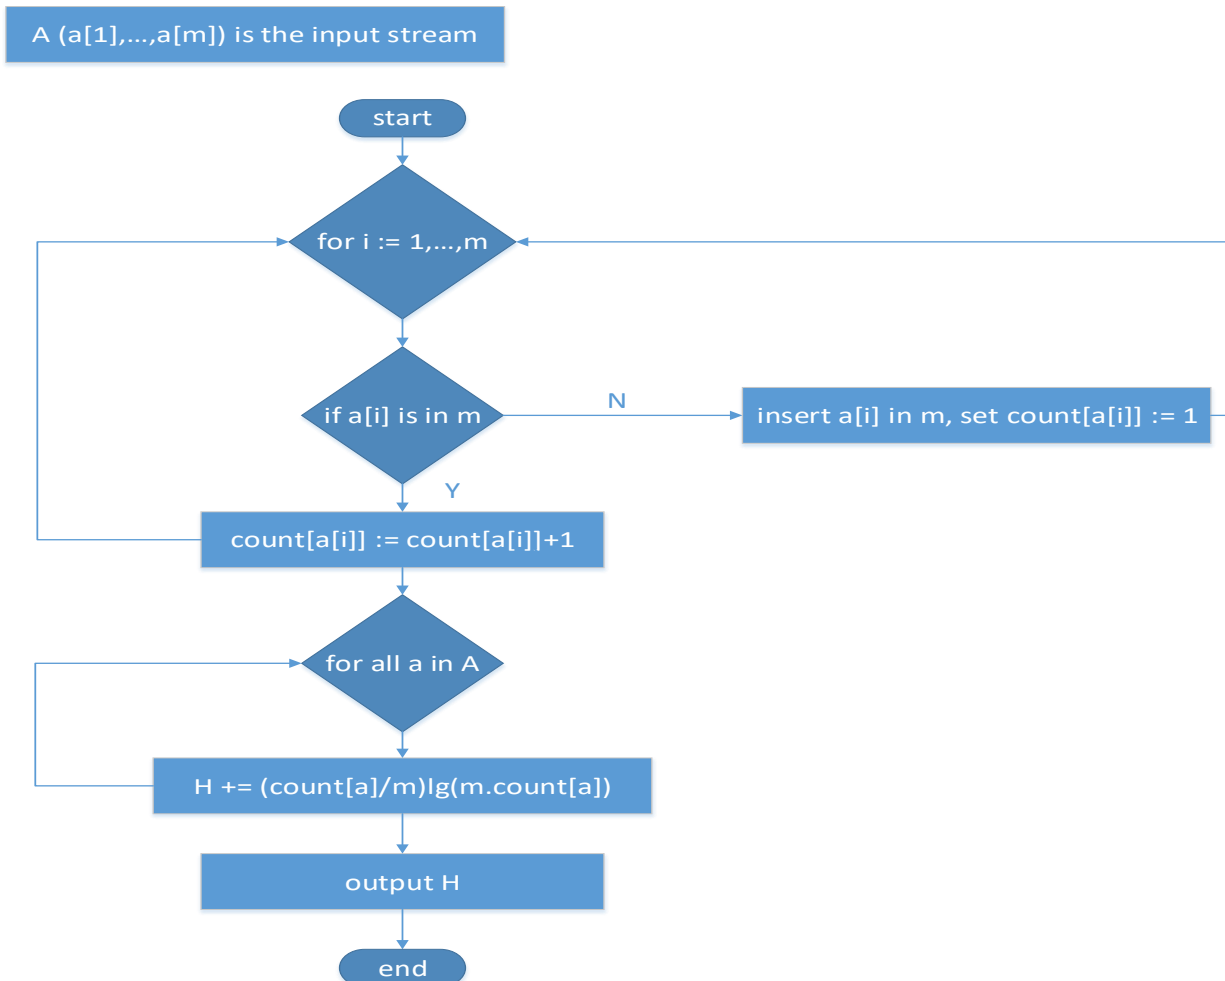 A (a[1],...,a[m]) is the input stream
start
for i := 1,...,m
if a[i] is in m
N
insert a[i] in m, set count[a[i]] := 1
Y
count[a[i]] := count[a[i]]+1
for all a in A
H += (count[a]/m)lg(m.count[a])
output H
end